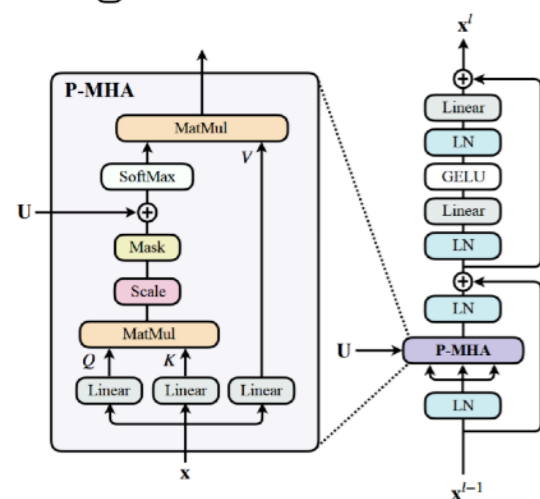 P-MHA
MatMul
V
SoftMax
U
Mask
Scale
MatMul
Q
K
Linear
Linear
Linear
x
x^l
Linear
LN
GELU
Linear
LN
LN
U
P-MHA
LN
x^{l-1}